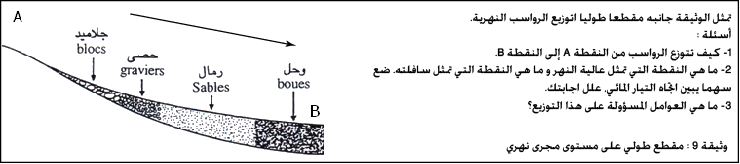 تمثل الوثيقة جانبه مقطعا طوليا لتوزيع الرواسب النهرية.
أسئلة :
1- كيف تتوزع الرواسب من النقطة A إلى النقطة B.
2- ما هي النقطة التي تمثل عالية النهر و ما هي النقطة التي تمثل سافلته. ضع
سهما يبين اتجاه التيار المائي. علل اجابتك.
3- ما هي العوامل المسؤولة على هذا التوزيع؟
وثيقة 9 : مقطع طولي على مستوى مجرى نهري
A
جلاميد
blocs
حصى
graviers
رمال
Sables
وحل
boues
B